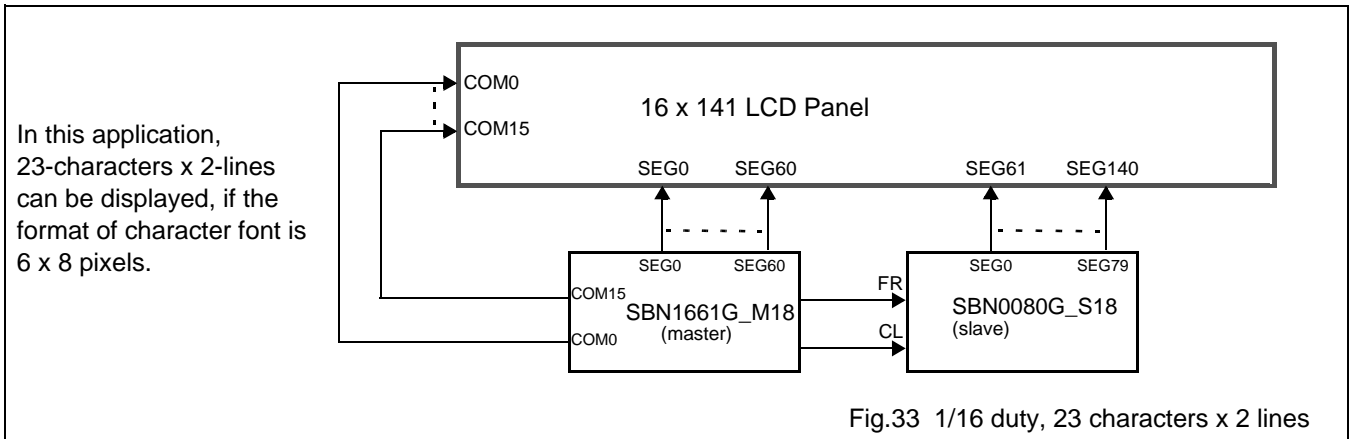 In this application,
23-characters x 2-lines
can be displayed, if the
format of character font is
6 x 8 pixels.
COM0
COM15
16 x 141 LCD Panel
SEG0 SEG60 SEG61 SEG140
SEG0 SEG60
COM15
SBN1661G_M18
(master)
COM0
FR
CL
SEG0 SEG79
SBN0080G_S18
(slave)
Fig.33 1/16 duty, 23 characters x 2 lines